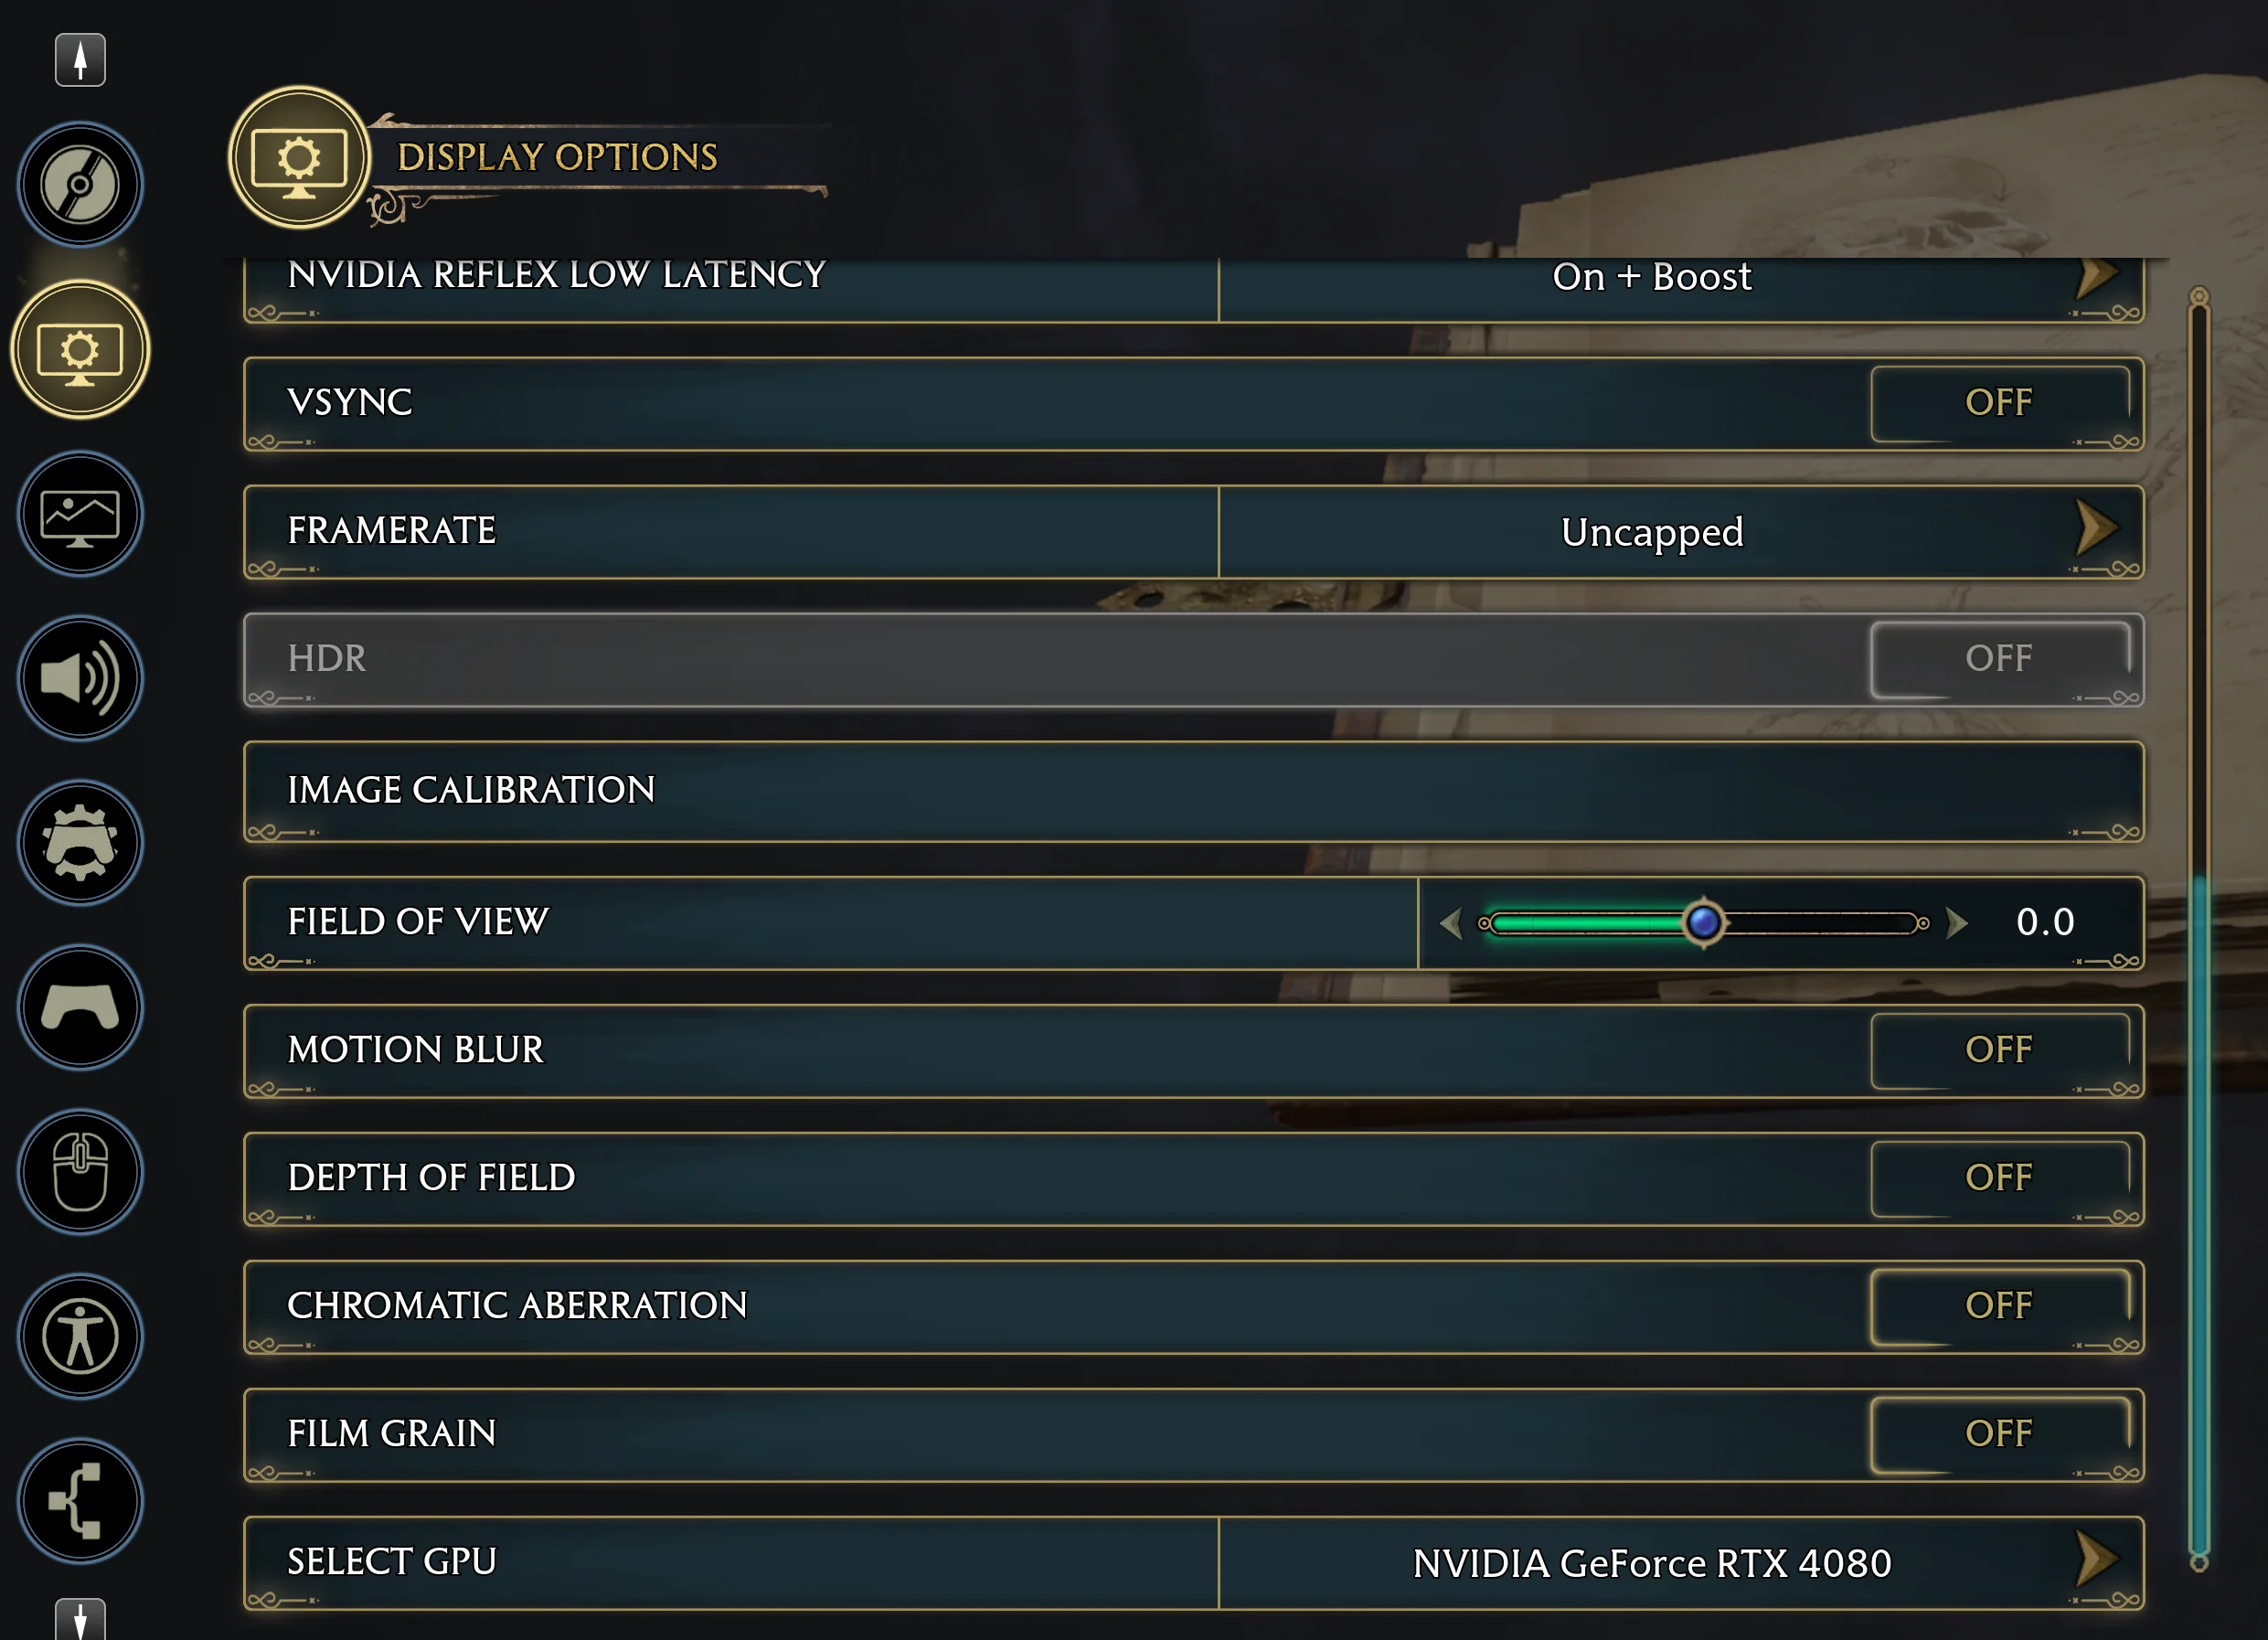 DISPLAY OPTIONS
NVIDIA REFLEX LOW LATENCY On + Boost
VSYNC OFF
FRAMERATE Uncapped
HDR OFF
IMAGE CALIBRATION
FIELD OF VIEW 0.0
MOTION BLUR OFF
DEPTH OF FIELD OFF
CHROMATIC ABERRATION OFF
FILM GRAIN OFF
SELECT GPU NVIDIA GeForce RTX 4080